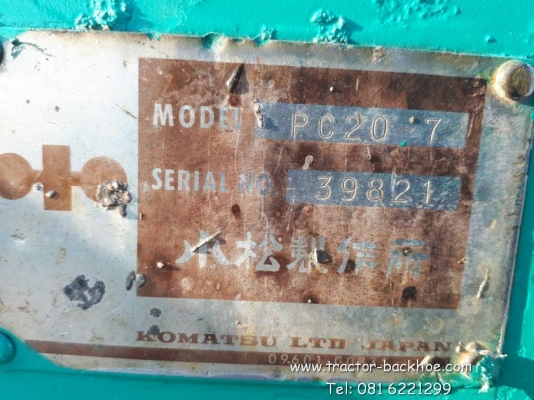 MODEL PC20-7
SERIAL NO. 39821
小松製作所
KOMATSU LTD JAPAN
www.tractor-backhoe.com
Tel: 081 6221299